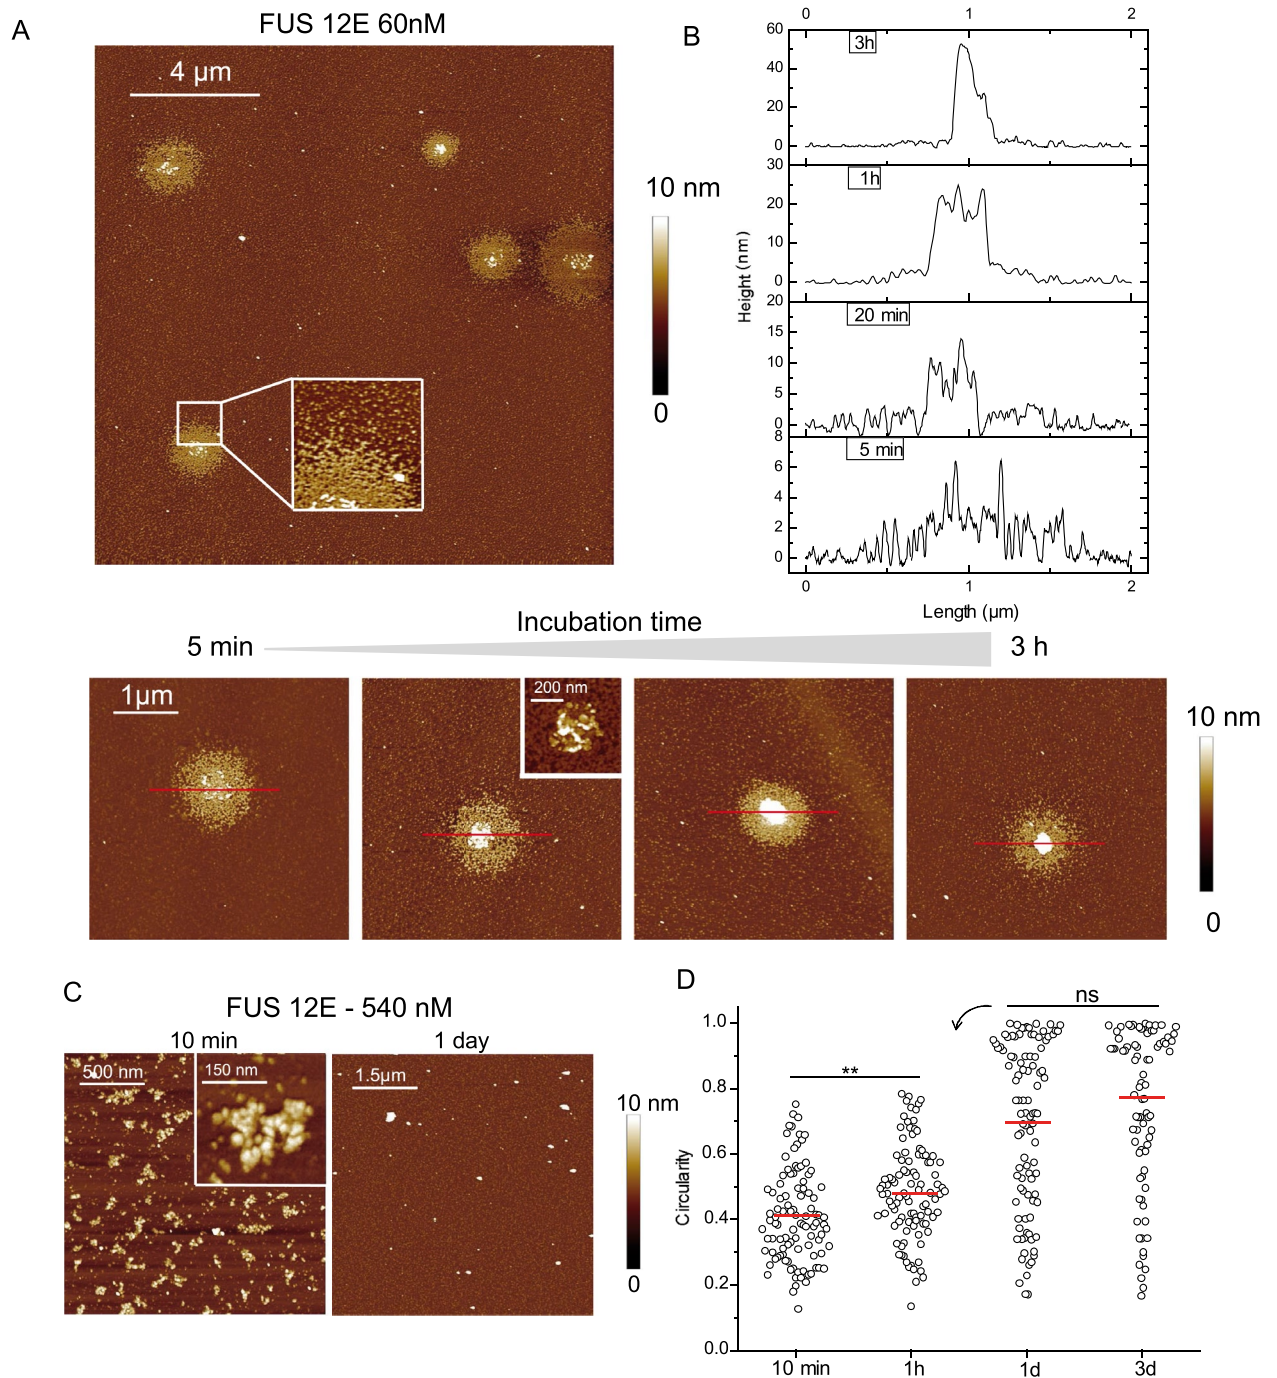 A
FUS 12E 60nM
4 µm
10 nm
0
B
0 1 2
60
40
20
0
3h
30
20
10
0
1h
20
15
10
5
0
20 min
8
6
4
2
0
5 min
Height (nm)
0 1 2
Length (µm)
Incubation time
5 min
3 h
1µm
200 nm
10 nm
0
C
FUS 12E - 540 nM
10 min
1 day
500 nm
150 nm
1.5µm
10 nm
0
D
ns
**
1.0
0.8
0.6
0.4
0.2
0.0
Circularity
10 min 1h 1d 3d